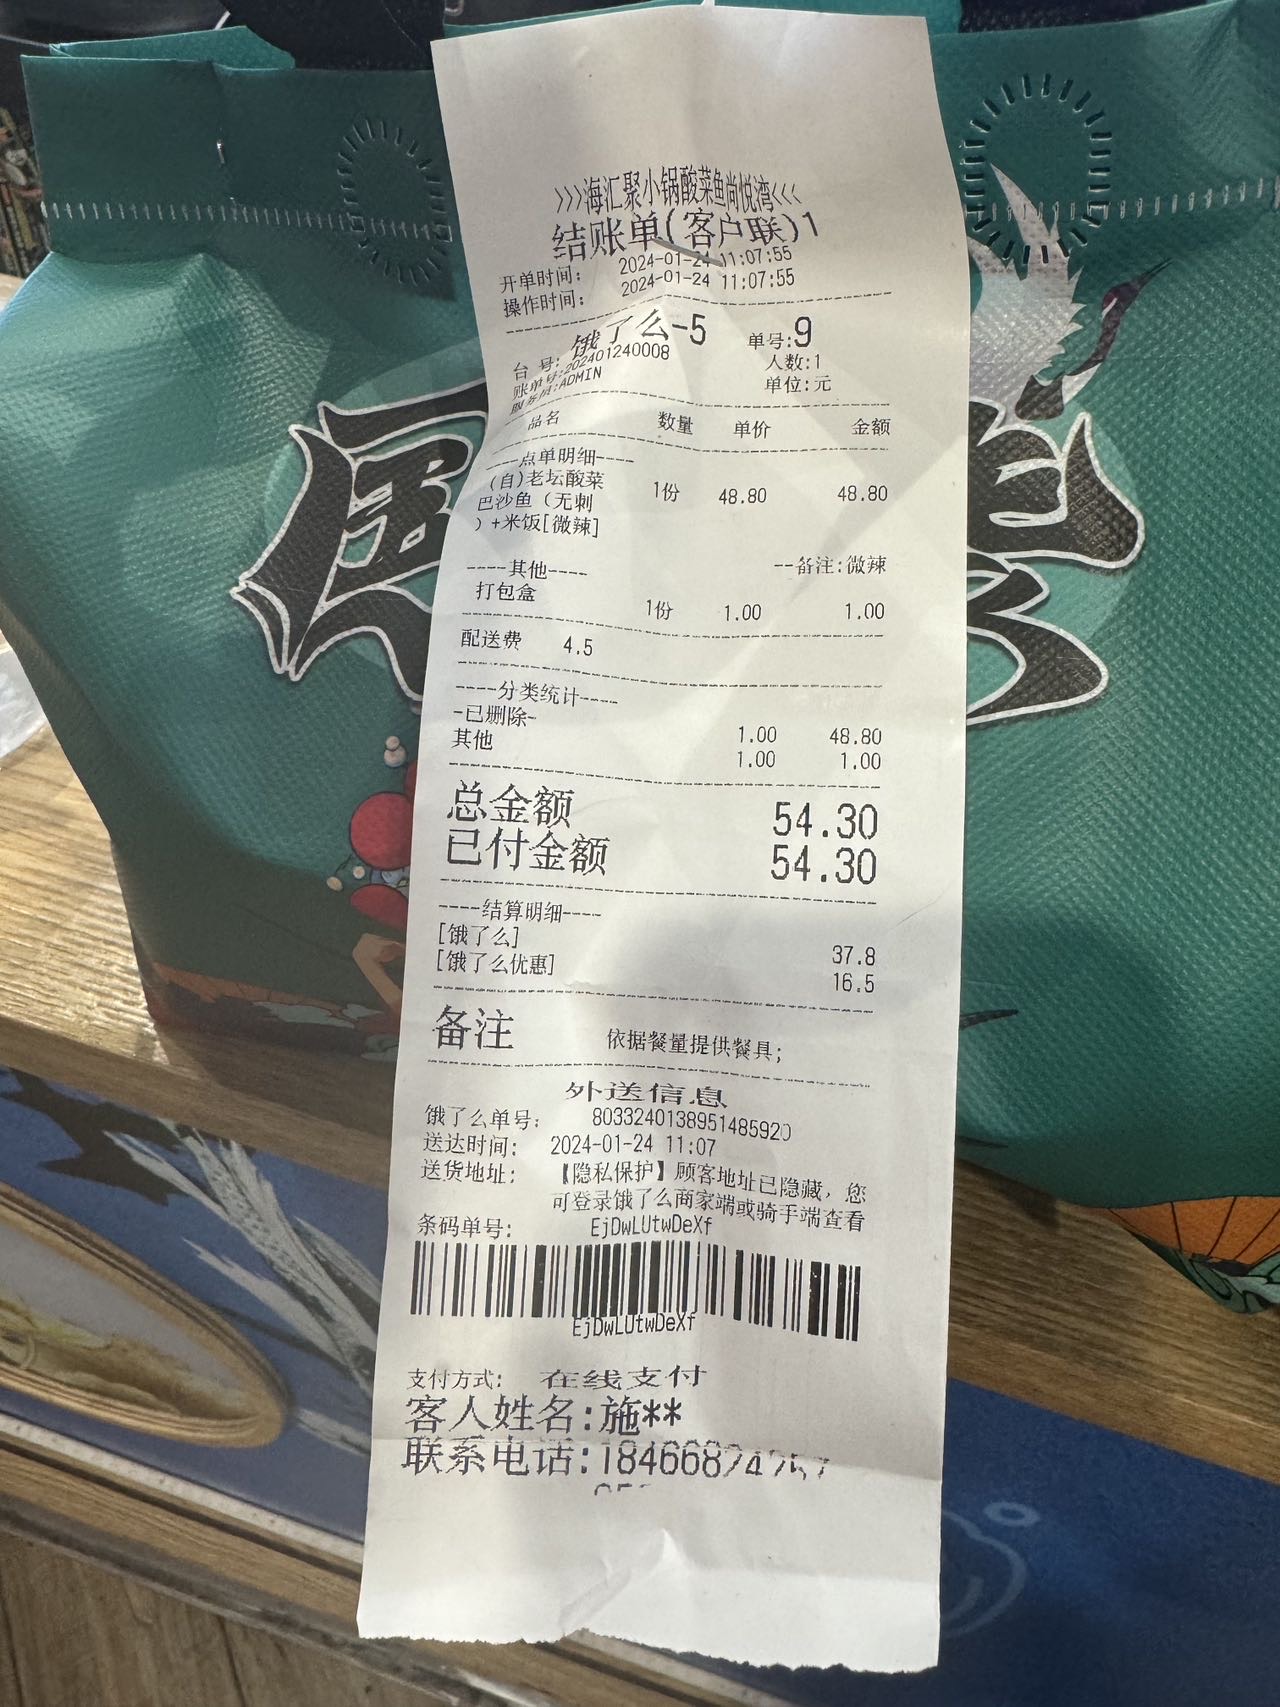 >>>海汇聚小锅酸菜鱼尚悦湾<<<
结账单(客户联)1
开单时间: 2024-01-24 11:07:55
操作时间: 2024-01-24 11:07:55
台 号: 饿了么-5 单号:9
账单号:202401240008 人数:1
服务员:ADMIN 单位:元
品名 数量 单价 金额
----点单明细----
(自)老坛酸菜
巴沙鱼（无刺 1份 48.80 48.80
）+米饭[微辣]
--备注:微辣
----其他----
打包盒 1份 1.00 1.00
配送费 4.5
----分类统计----
-已删除- 1.00 48.80
其他 1.00 1.00
总金额 54.30
已付金额 54.30
----结算明细----
[饿了么] 37.8
[饿了么优惠] 16.5
备注 依据餐量提供餐具;
外送信息
饿了么单号: 8033240138951485920
送达时间: 2024-01-24 11:07
送货地址: 【隐私保护】顾客地址已隐藏，您
可登录饿了么商家端或骑手端查看
条码单号: EjDwLUtwDeXf
EjDwLUtwDeXf
支付方式: 在线支付
客人姓名:施**
联系电话:184668